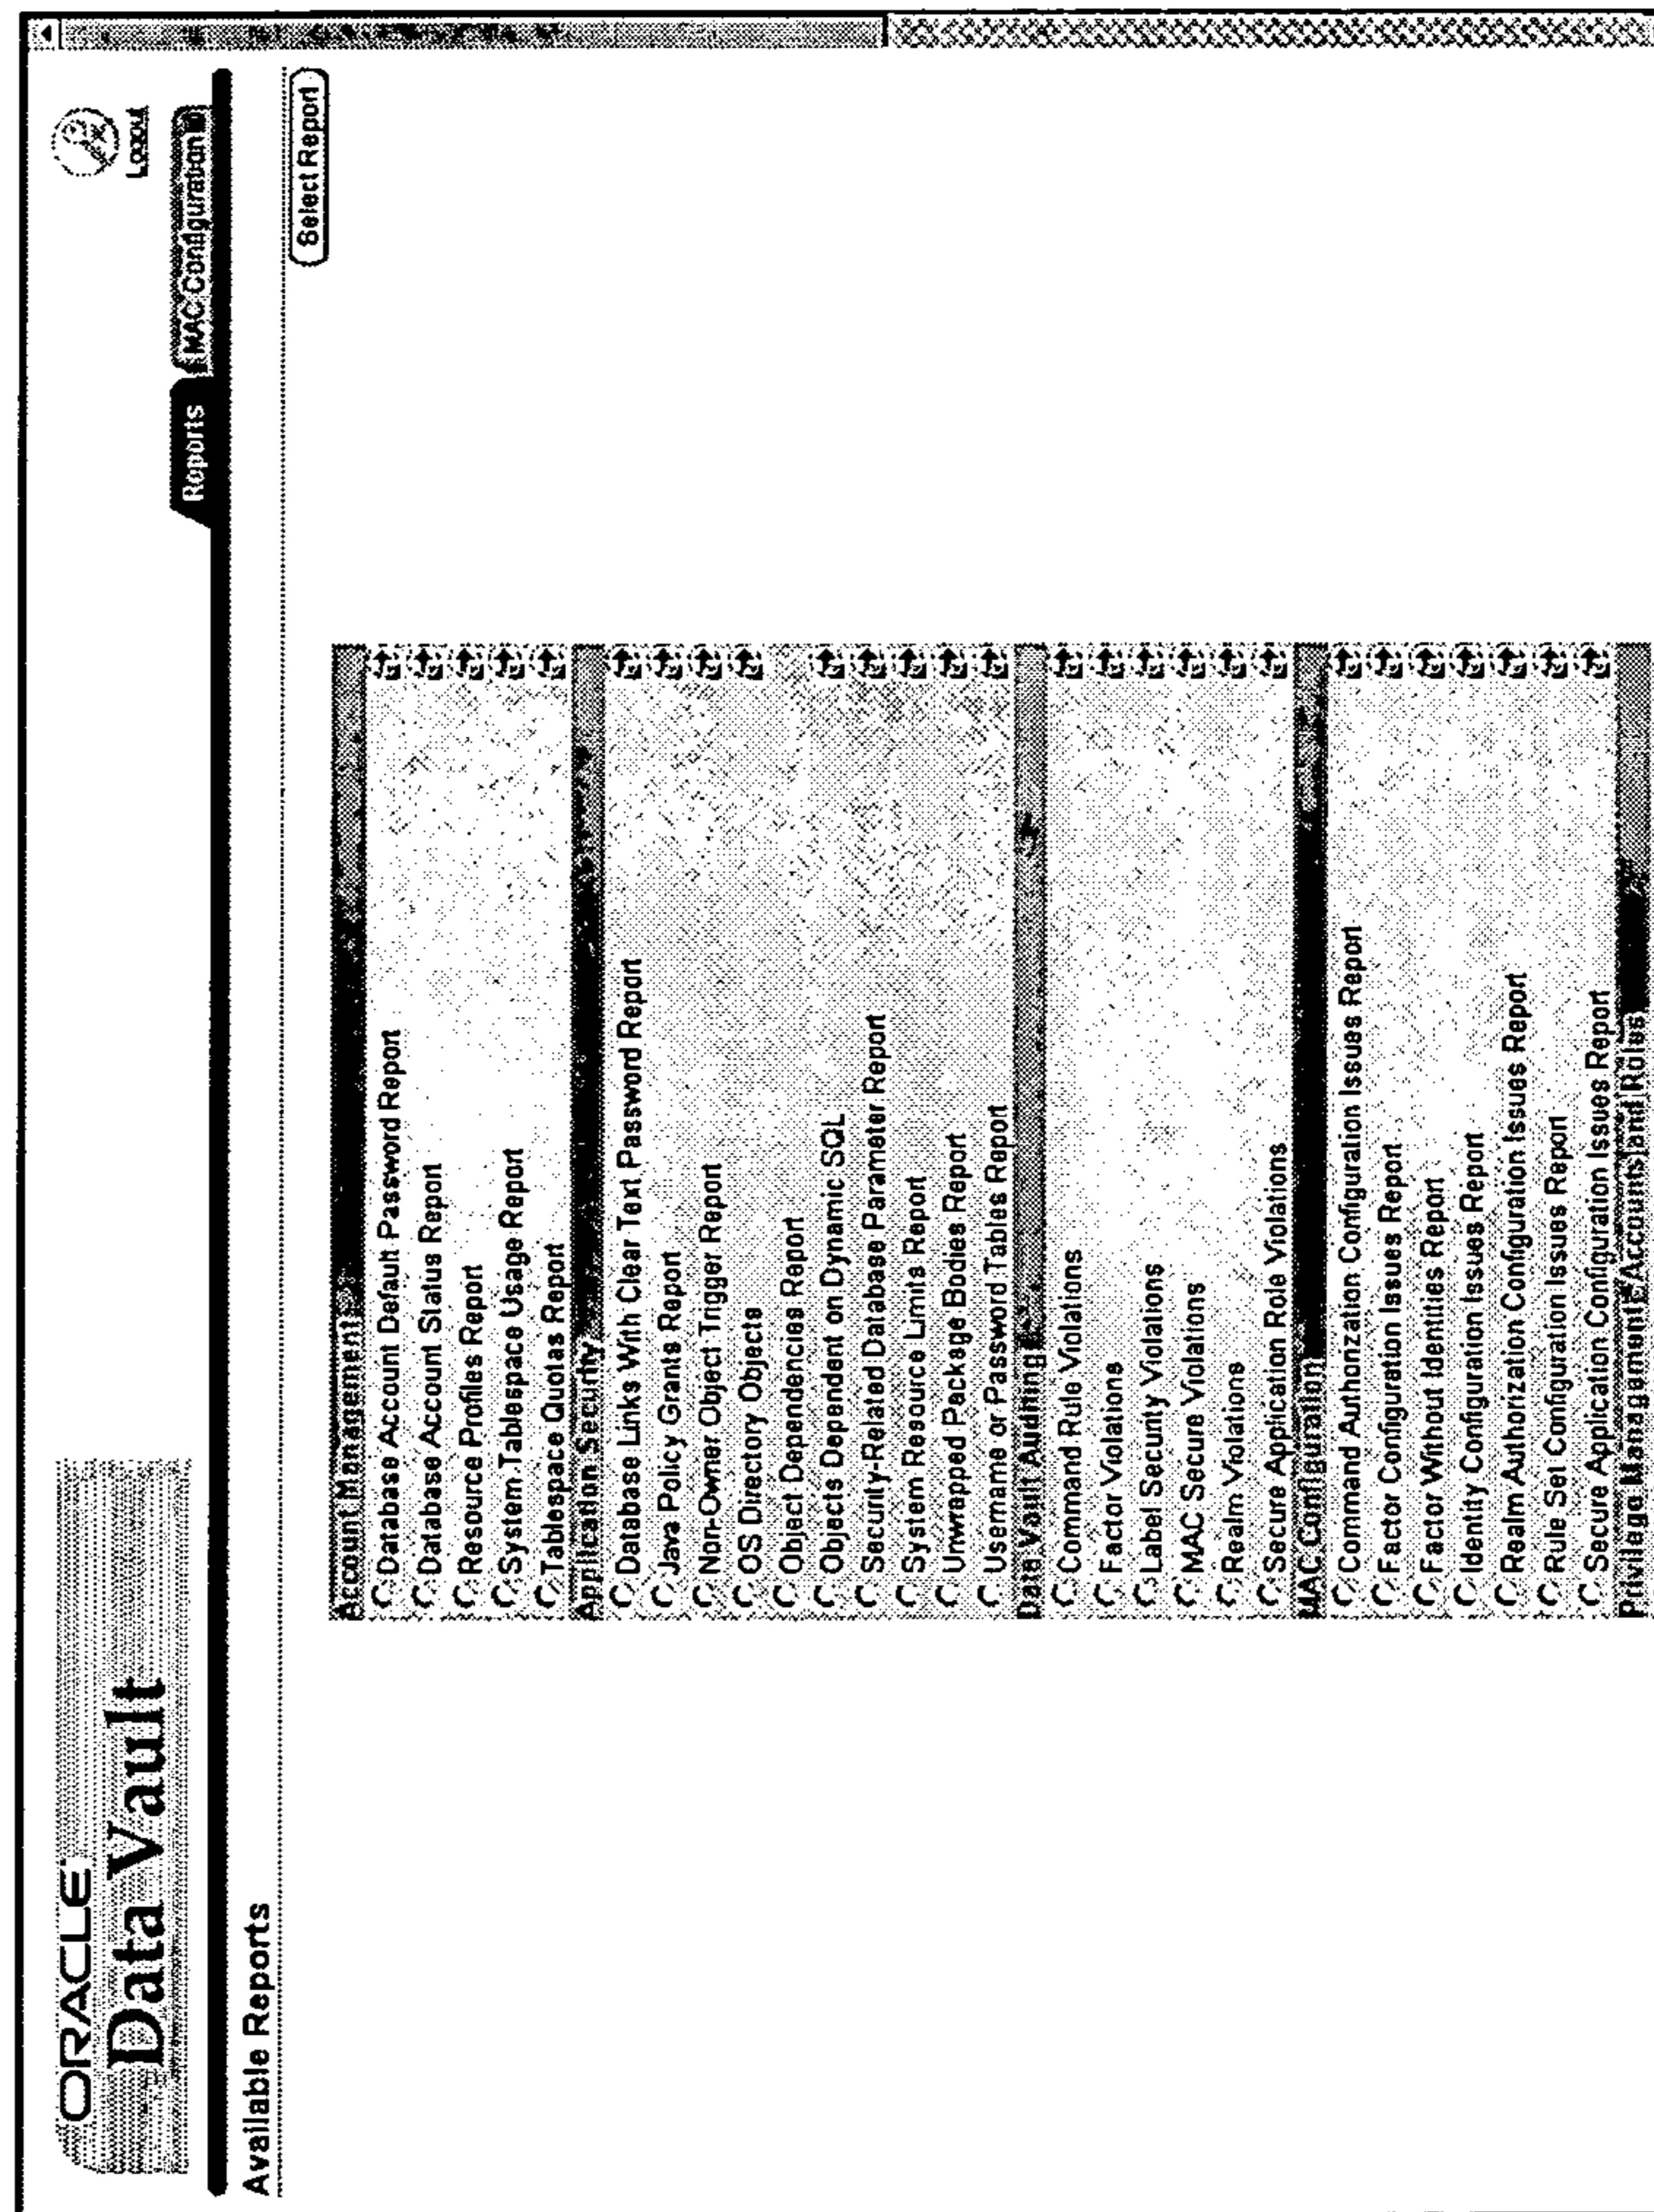 ORACLE
Data Vault
Logout
Reports
MAC Configuration
Available Reports
Select Report
Account Management
Database Account Default Password Report
Database Account Status Report
Resource Profiles Report
System Tablespace Usage Report
Tablespace Quotas Report
Application Security
Database Links With Clear Text Password Report
Java Policy Grants Report
Non-Owner Object Trigger Report
OS Directory Objects
Object Dependencies Report
Objects Dependent on Dynamic SQL
Security-Related Database Parameter Report
System Resource Limits Report
Unwrapped Package Bodies Report
Username or Password Tables Report
Data Vault Auditing
Command Rule Violations
Factor Violations
Label Security Violations
MAC Secure Violations
Realm Violations
Secure Application Role Violations
MAC Configuration
Command Authorization Configuration Issues Report
Factor Configuration Issues Report
Factor Without Identities Report
Identity Configuration Issues Report
Realm Authorization Configuration Issues Report
Rule Set Configuration Issues Report
Secure Application Configuration Issues Report
Privilege Management/Accounts and Roles